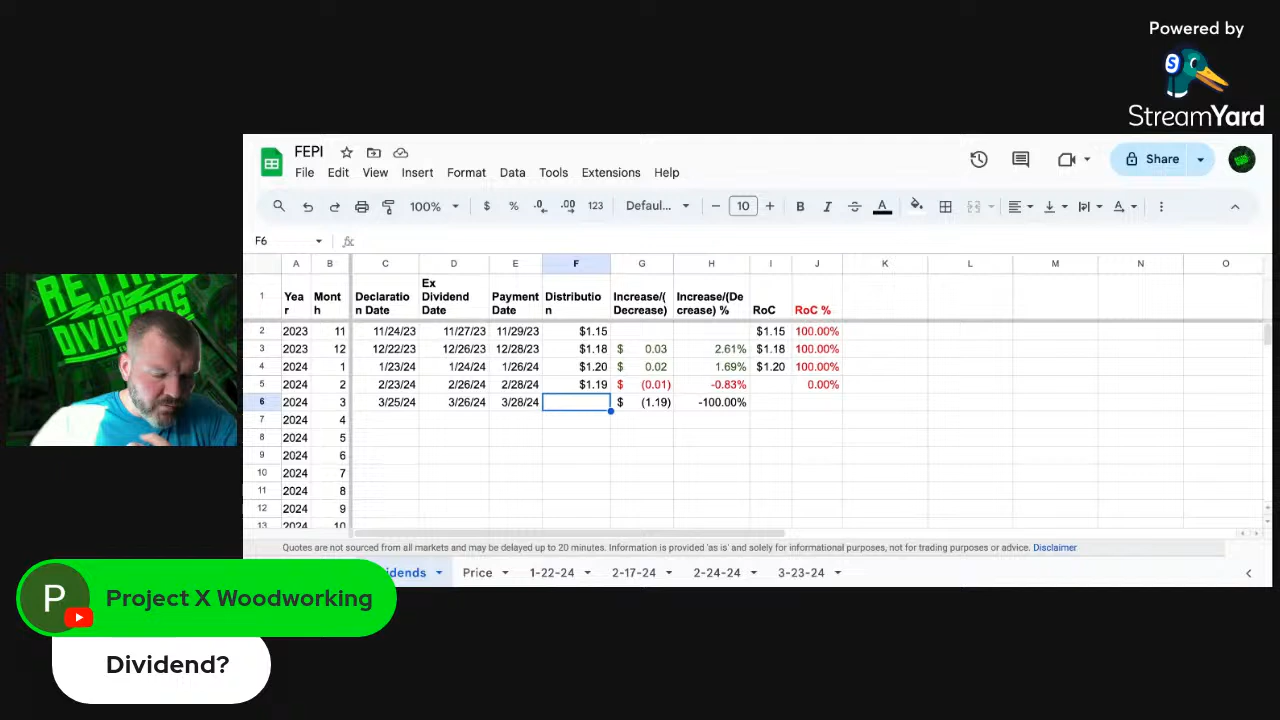 Powered by
S
StreamYard
FEPI
File Edit View Insert Format Data Tools Extensions Help
Share
100% $ % .0 .00 123 Defaul... − 10 + B I A
F6 fx
A B C D E F G H I J K L M N O
1 Yea r Mont h Declaratio n Date Ex Dividend Date Payment Date Distributio n Increase/( Decrease) Increase/(De crease) % RoC RoC %
2 2023 11 11/24/23 11/27/23 11/29/23 $1.15 $1.15 100.00%
3 2023 12 12/22/23 12/26/23 12/28/23 $1.18 $ 0.03 2.61% $1.18 100.00%
4 2024 1 1/23/24 1/24/24 1/26/24 $1.20 $ 0.02 1.69% $1.20 100.00%
5 2024 2 2/23/24 2/26/24 2/28/24 $1.19 $ (0.01) -0.83% 0.00%
6 2024 3 3/25/24 3/26/24 3/28/24 $ (1.19) -100.00%
7 2024 4
8 2024 5
9 2024 6
10 2024 7
11 2024 8
12 2024 9
13 2024 10
Quotes are not sourced from all markets and may be delayed up to 20 minutes. Information is provided 'as is' and solely for informational purposes, not for trading purposes or advice. Disclaimer
Price 1-22-24 2-17-24 2-24-24 3-23-24
ON
DIVIDENDS
P Project X Woodworking
Dividend?